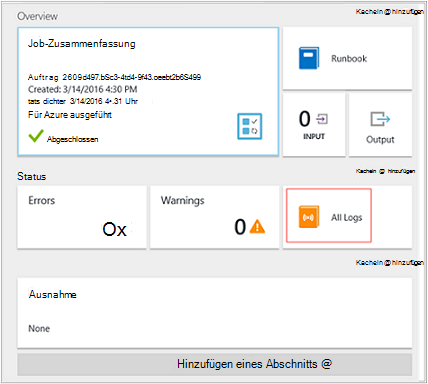 Overview
Kacheln @ hinzufügen
Job-Zusammenfassung
Auftrag 2609d497.bSc3-4td4-9f43.oeebt2b6S499
Created: 3/14/2016 4:30 PM
tats dichter 3/14/2016 4•.31 Uhr
Für Azure ausgeführt
Abgeschlossen
Runbook
0
INPUT
Output
Status
Kacheln @ hinzufügen
Errors
Ox
Warnings
0
All Logs
Kacheln @ hinzufügen
Ausnahme
None
Hinzufügen eines Abschnitts @